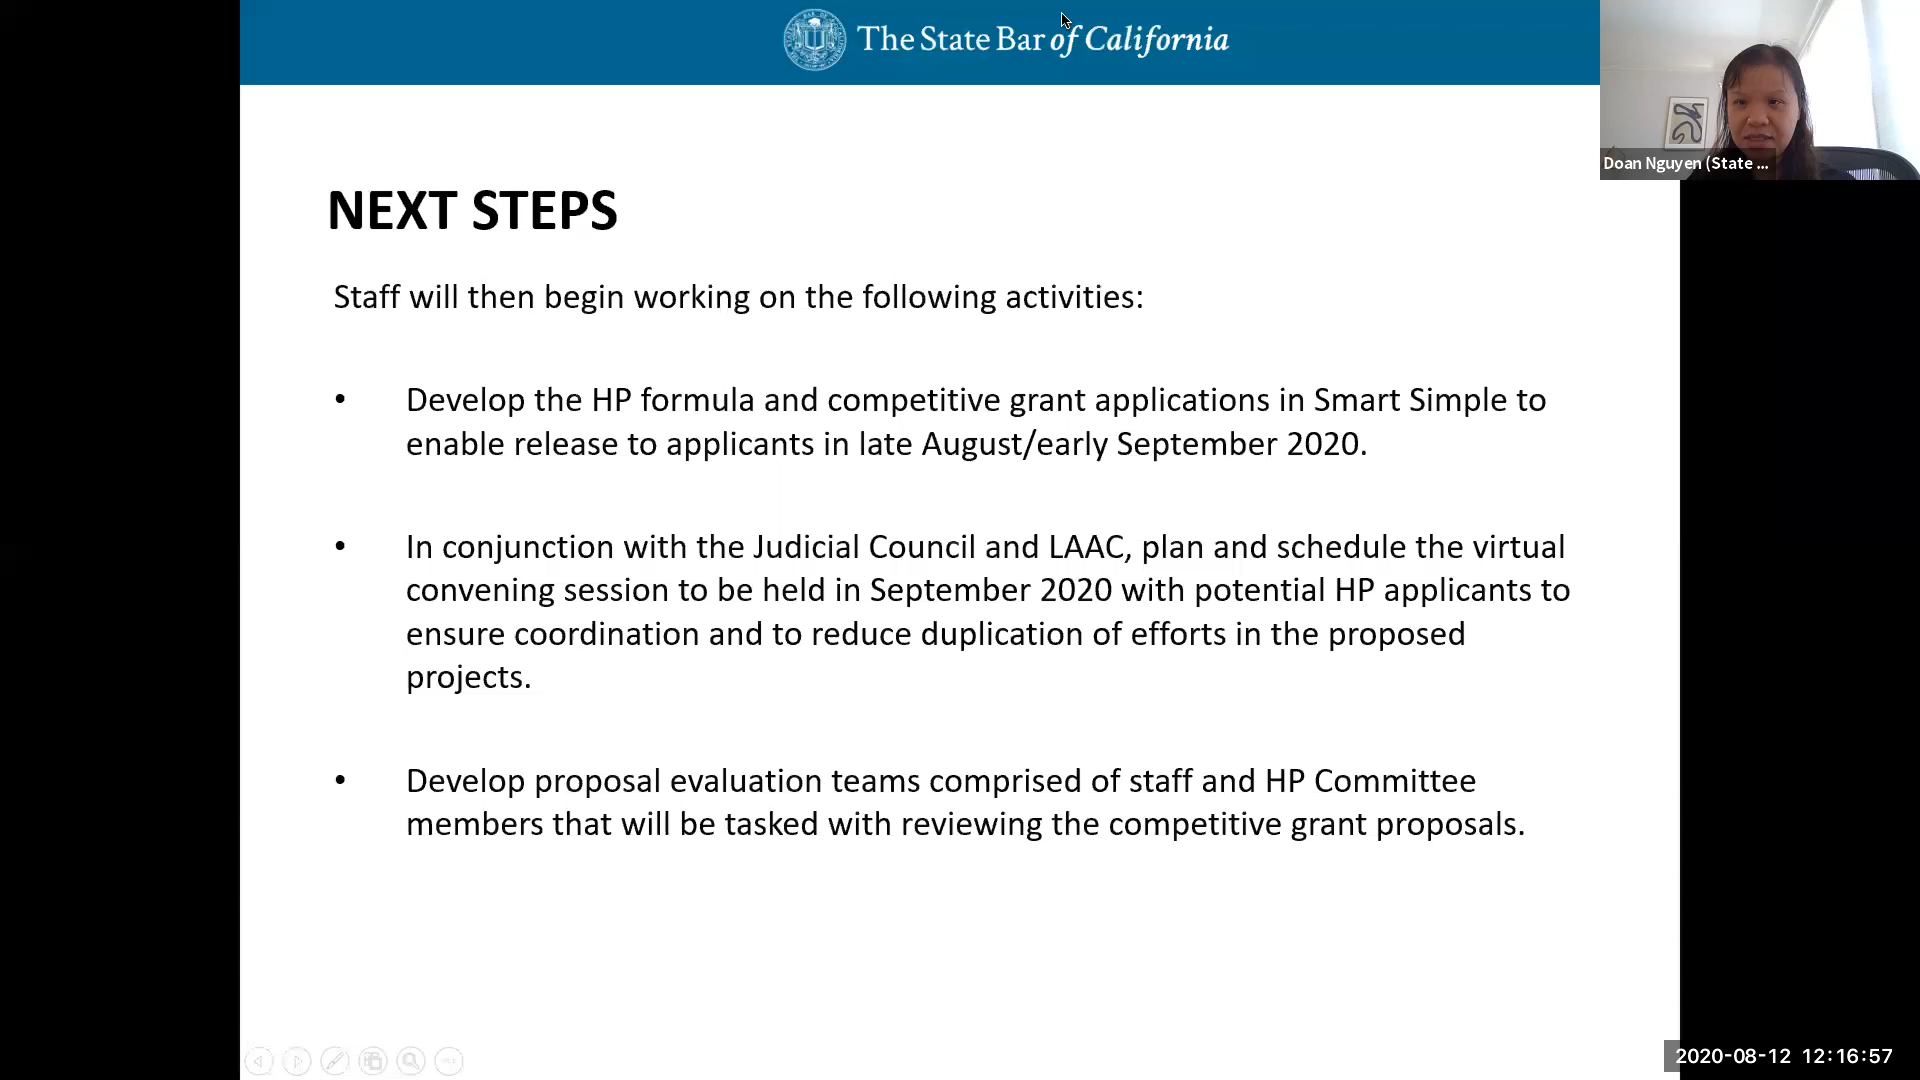 The State Bar of California
Doan Nguyen (State ...
NEXT STEPS
Staff will then begin working on the following activities:
• Develop the HP formula and competitive grant applications in Smart Simple to
enable release to applicants in late August/early September 2020.
• In conjunction with the Judicial Council and LAAC, plan and schedule the virtual
convening session to be held in September 2020 with potential HP applicants to
ensure coordination and to reduce duplication of efforts in the proposed
projects.
• Develop proposal evaluation teams comprised of staff and HP Committee
members that will be tasked with reviewing the competitive grant proposals.
2020-08-12 12:16:57